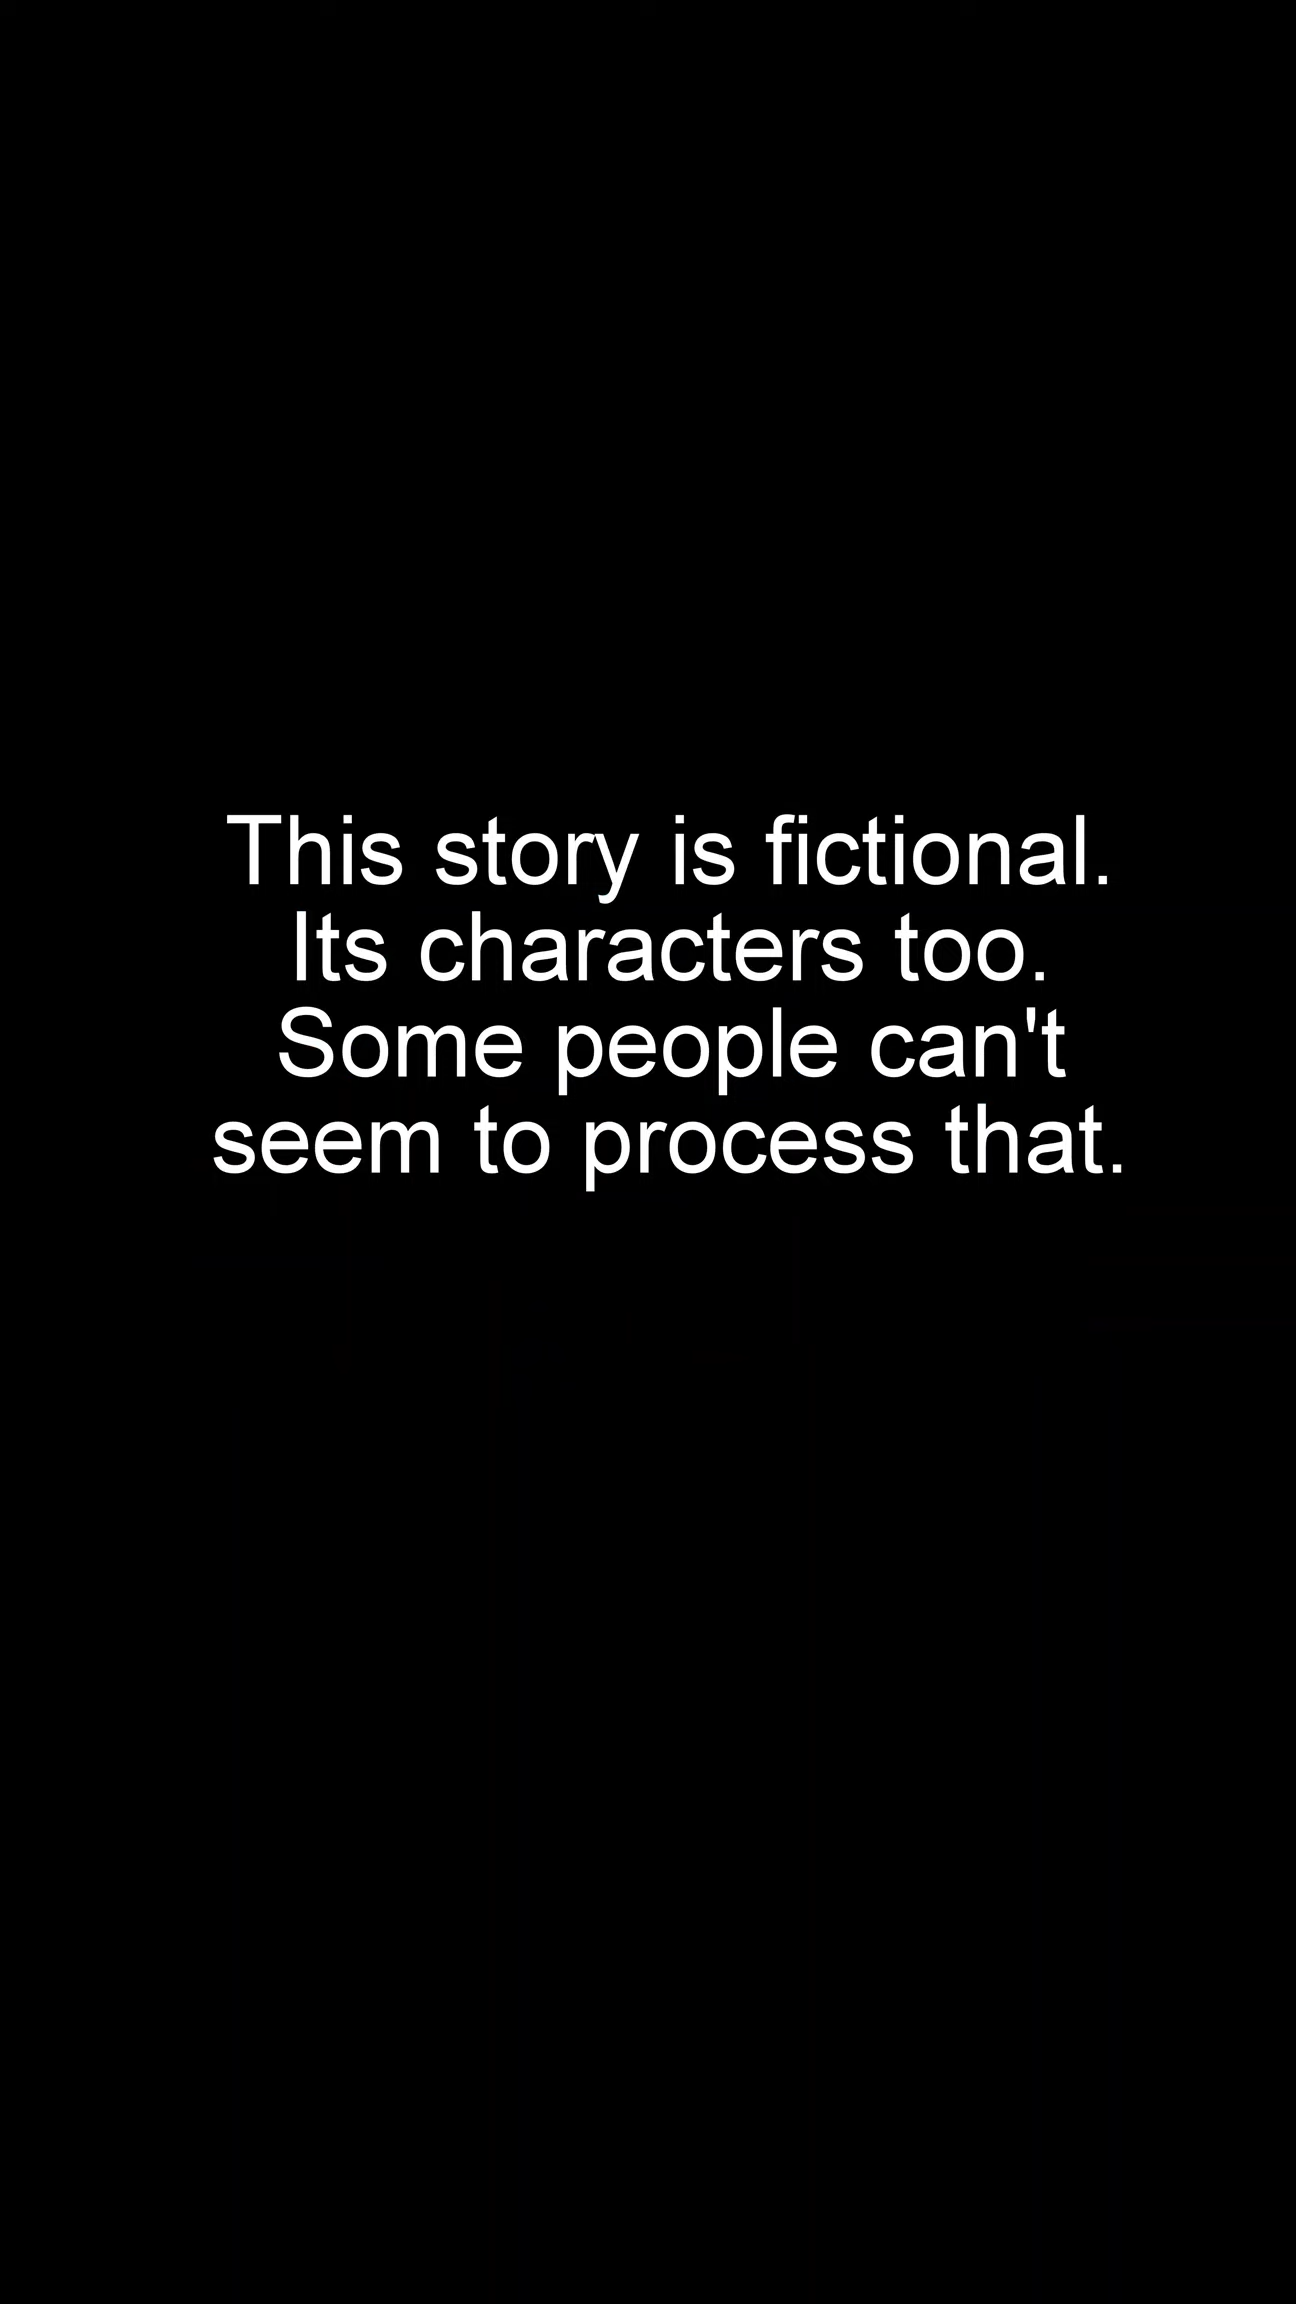 This story is fictional.
Its characters too.
Some people can't
seem to process that.